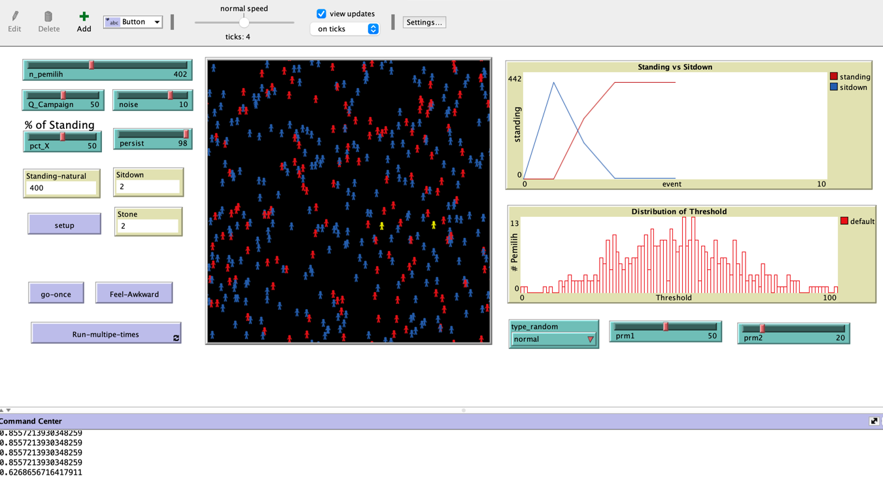 normal speed
view updates
Edit
Delete
Add
abc Button
on ticks
Settings...
ticks: 4
n_pemilih 402
Q_Campaign 50
noise 10
% of Standing
pct_X 50
persist 98
Standing-natural
400
Sitdown
2
Stone
2
setup
go-once
Feel-Awkward
Run-multipe-times
Standing vs Sitdown
442
standing
0
0
event
10
standing
sitdown
Distribution of Threshold
13
# Pemilih
0
0
Threshold
100
default
type_random
normal
prm1 50
prm2 20
Command Center
0.8557213930348259
0.8557213930348259
0.8557213930348259
0.8557213930348259
0.6268656716417911